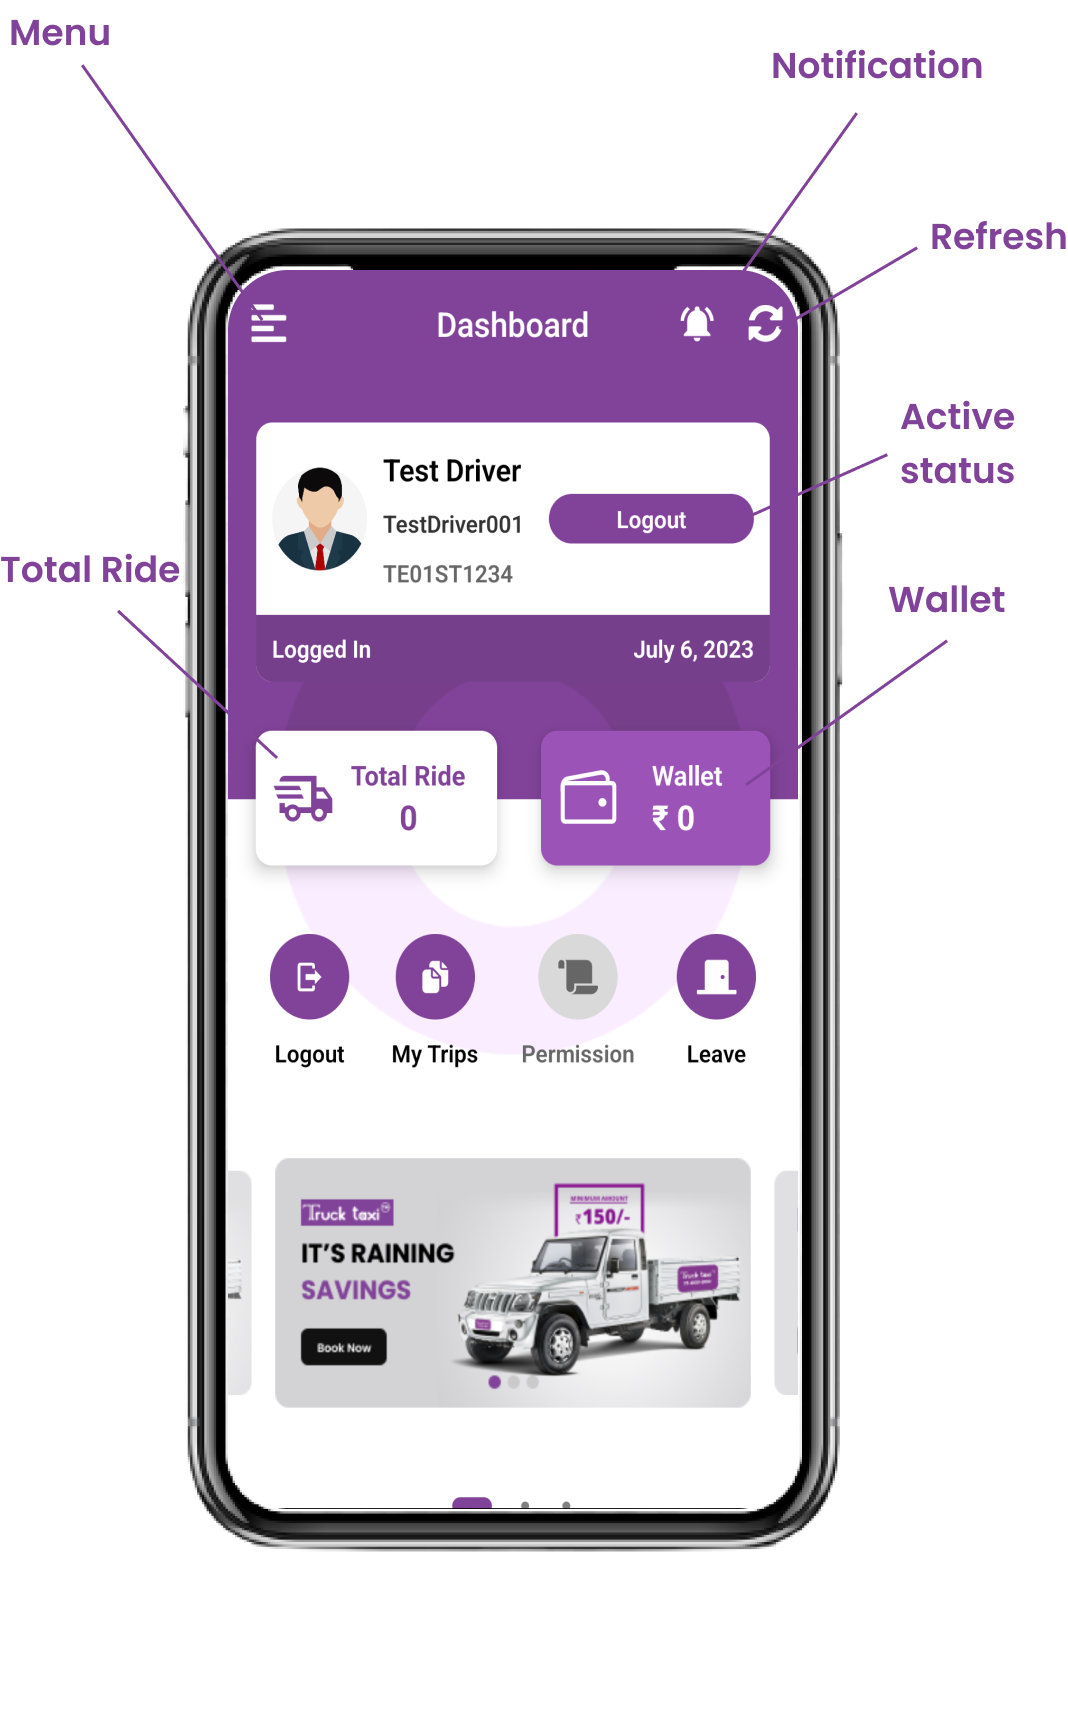 Menu
Notification
Refresh
Dashboard
Active
status
Test Driver
TestDriver001
Logout
TE01ST1234
Total Ride
Wallet
Logged In
July 6, 2023
Total Ride
0
Wallet
₹ 0
Logout
My Trips
Permission
Leave
Truck taxi
MINIMUM AMOUNT
₹150/-
IT’S RAINING
SAVINGS
Truck taxi
Book Now